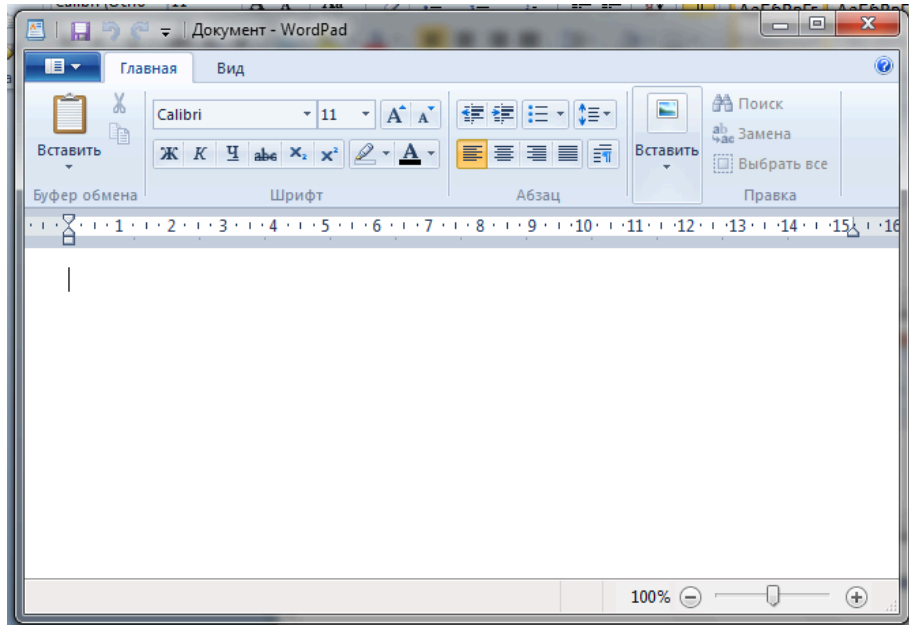 Документ - WordPad
Главная Вид
Вставить
Буфер обмена
Calibri 11
Ж К Ч abc X₂ X² A
Шрифт
Абзац
Вставить
Поиск
Замена
Выбрать все
Правка
1 2 3 4 5 6 7 8 9 10 11 12 13 14 15 16
100%